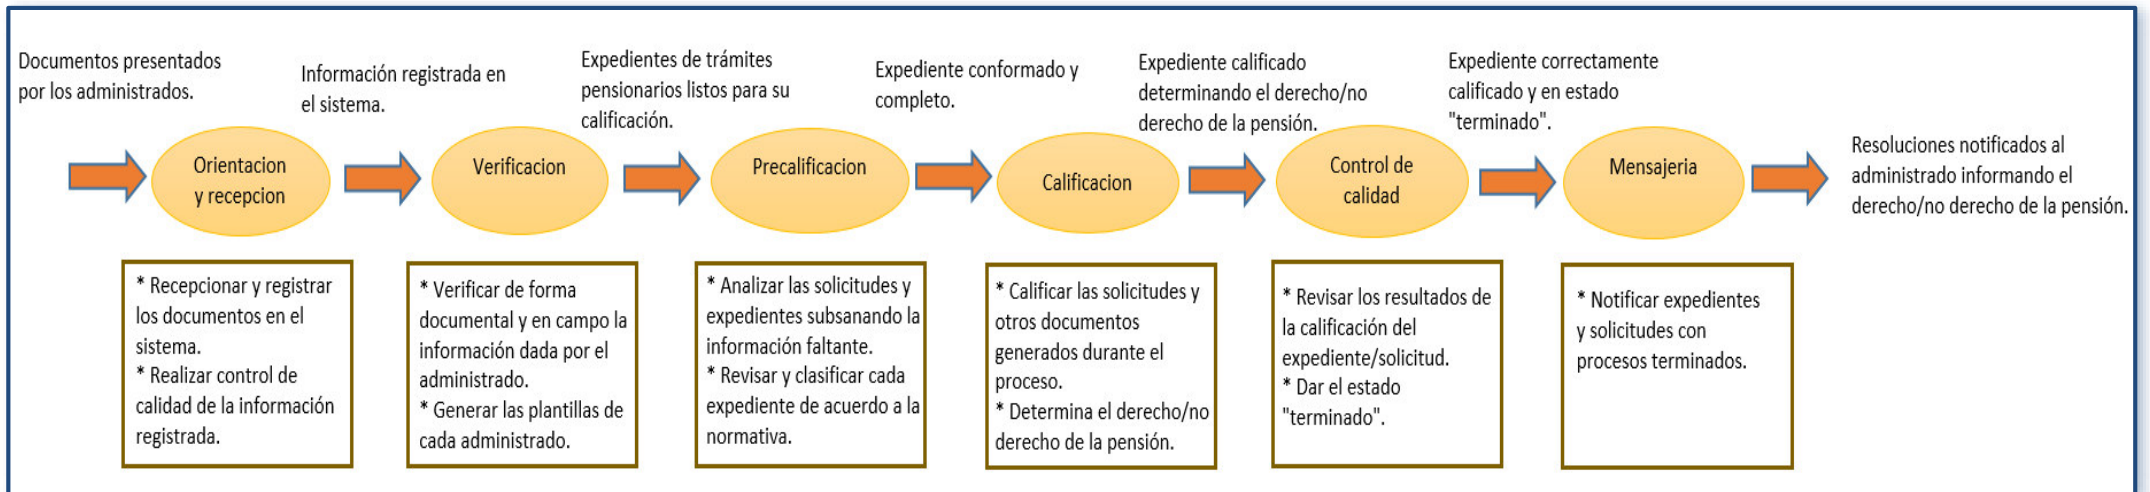 Documentos presentados
por los administrados.
Información registrada en
el sistema.
Expedientes de trámites
pensionarios listos para su
calificación.
Expediente conformado y
completo.
Expediente calificado
determinando el derecho/no
derecho de la pensión.
Expediente correctamente
calificado y en estado
"terminado".
Resoluciones notificados al
administrado informando el
derecho/no derecho de la pensión.
Orientacion
y recepcion
Verificacion
Precalificacion
Calificacion
Control de
calidad
Mensajeria
* Recepcionar y registrar
los documentos en el
sistema.
* Realizar control de
calidad de la información
registrada.
* Verificar de forma
documental y en campo la
información dada por el
administrado.
* Generar las plantillas de
cada administrado.
* Analizar las solicitudes y
expedientes subsanando la
información faltante.
* Revisar y clasificar cada
expediente de acuerdo a la
normativa.
* Calificar las solicitudes y
otros documentos
generados durante el
proceso.
* Determina el derecho/no
derecho de la pensión.
* Revisar los resultados de
la calificación del
expediente/solicitud.
* Dar el estado
"terminado".
* Notificar expedientes
y solicitudes con
procesos terminados.